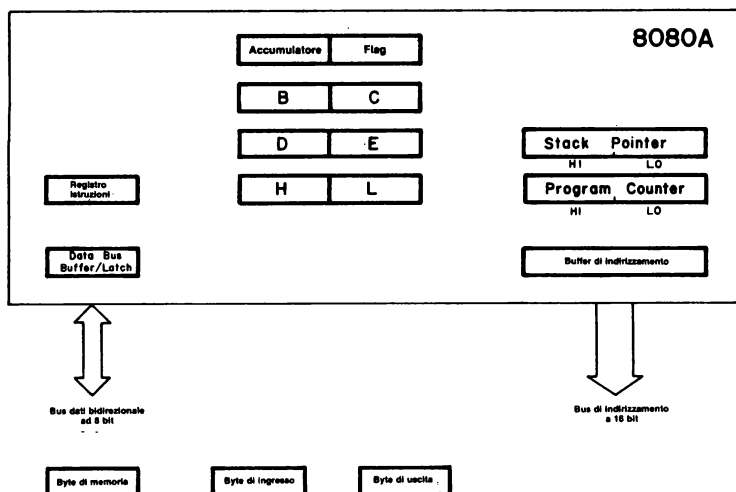 8080A
Accumulatore Flag
B C
D E
H L
Stack Pointer
HI LO
Program Counter
HI LO
Registro
istruzioni
Data Bus
Buffer/Latch
Buffer di indirizzamento
Bus dati bidirezionale
ad 8 bit
Bus di indirizzamento
a 16 bit
Byte di memoria
Byte di ingresso
Byte di uscita